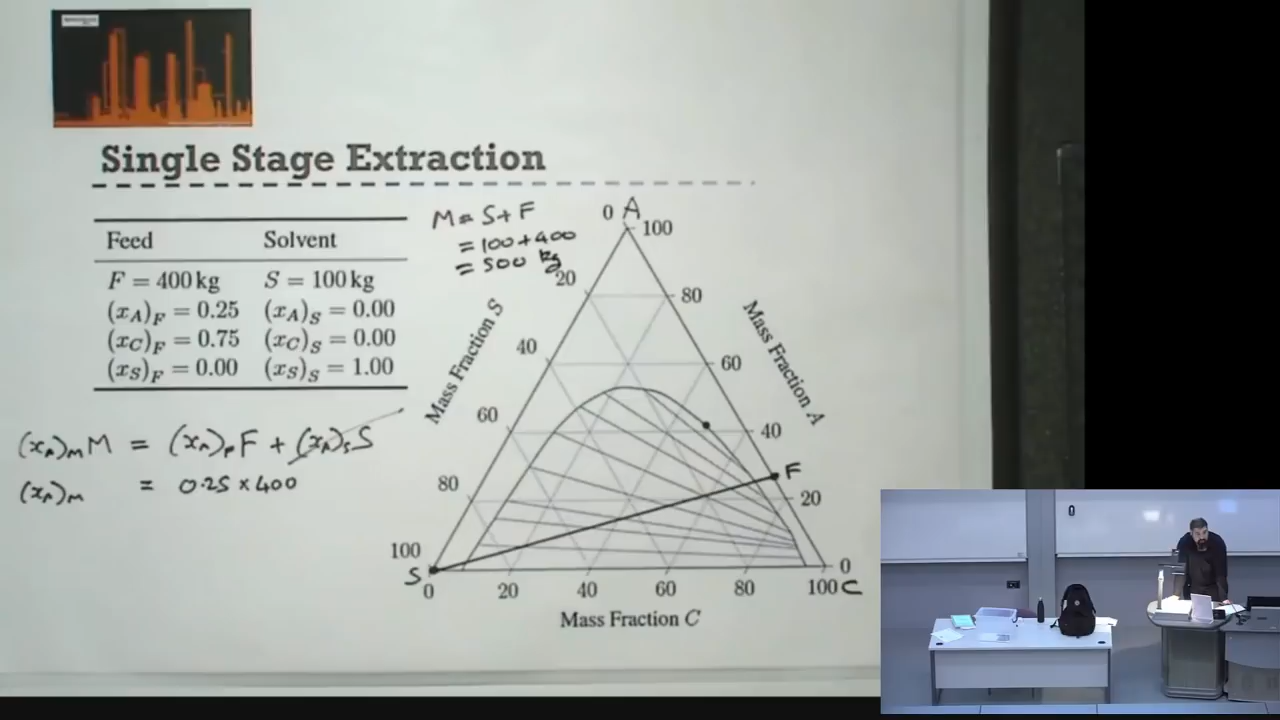 Single Stage Extraction
Feed Solvent
F = 400 kg S = 100 kg
(x_A)_F = 0.25 (x_A)_S = 0.00
(x_C)_F = 0.75 (x_C)_S = 0.00
(x_S)_F = 0.00 (x_S)_S = 1.00
M = S + F
= 100 + 400
= 500 kg
(x_A)_M M = (x_A)_F F + (x_A)_S S
(x_A)_M = 0.25 × 400
0 A
100
20 80
Mass Fraction S
Mass Fraction A
40 60
60 40
F
80 20
100 0
S C
0 20 40 60 80 100
Mass Fraction C